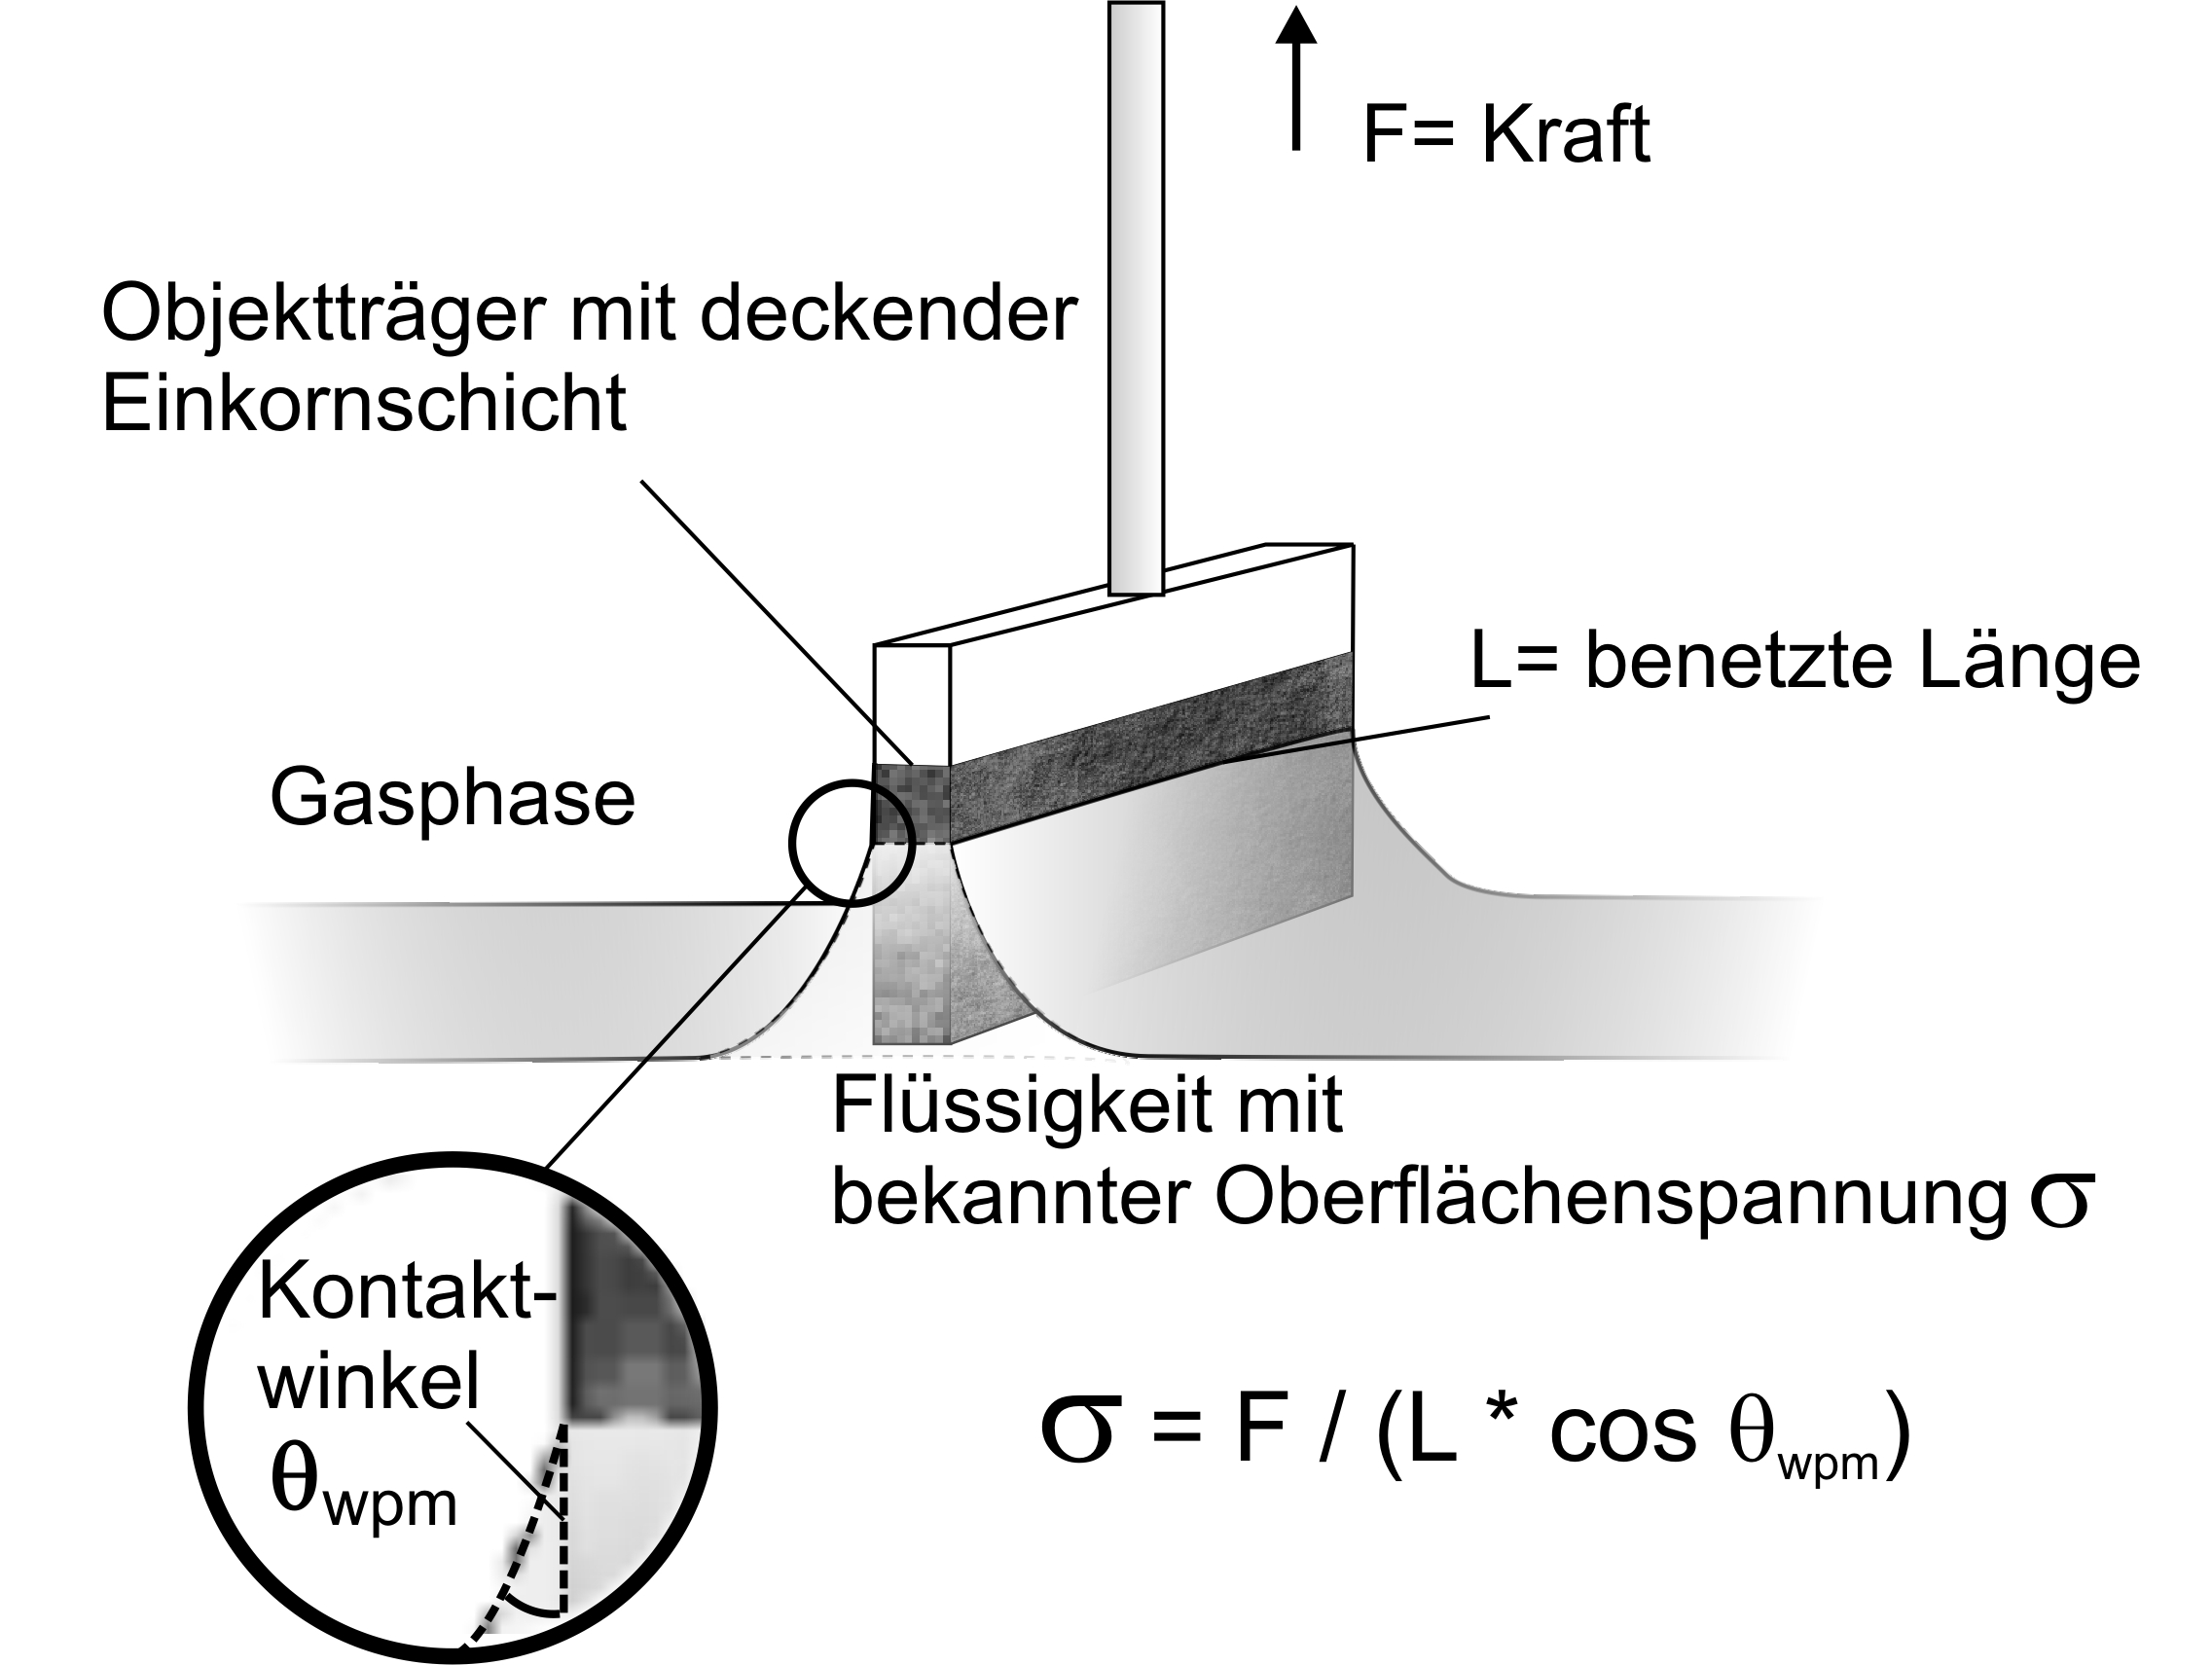 F= Kraft
Objektträger mit deckender
Einkornschicht
L= benetzte Länge
Gasphase
Flüssigkeit mit
bekannter Oberflächenspannung σ
Kontakt-
winkel
θwpm
σ = F / (L * cos θwpm)